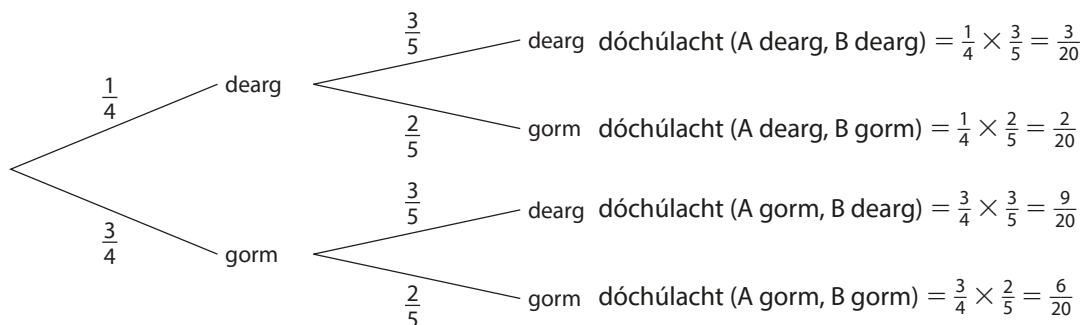 3/5 dearg dóchúlacht (A dearg, B dearg) = 1/4 × 3/5 = 3/20
1/4 dearg
2/5 gorm dóchúlacht (A dearg, B gorm) = 1/4 × 2/5 = 2/20
3/5 dearg dóchúlacht (A gorm, B dearg) = 3/4 × 3/5 = 9/20
3/4 gorm
2/5 gorm dóchúlacht (A gorm, B gorm) = 3/4 × 2/5 = 6/20